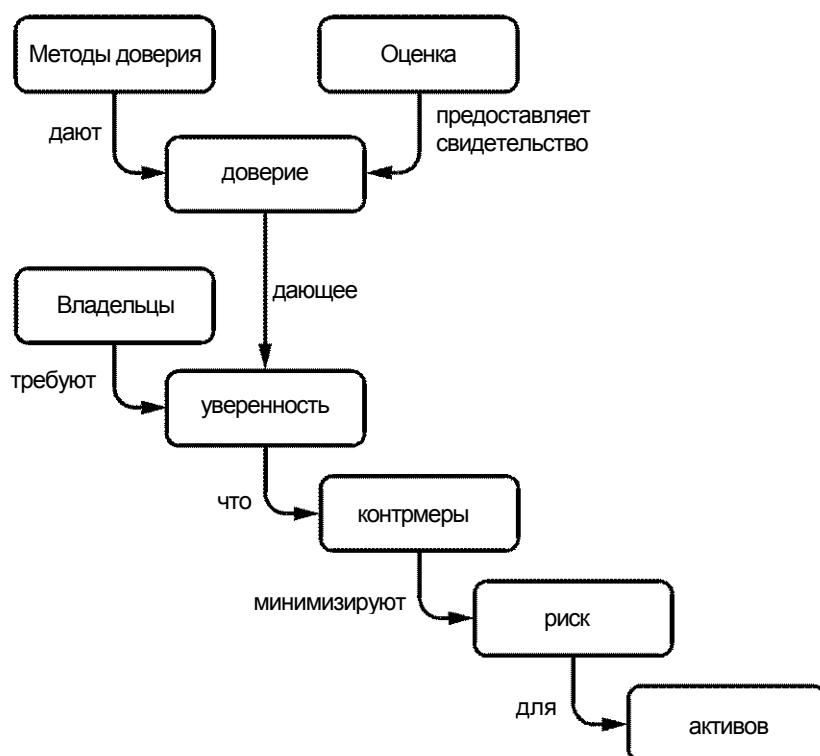 Методы доверия
Оценка
дают
предоставляет
свидетельство
доверие
дающее
Владельцы
требуют
уверенность
что
контрмеры
минимизируют
риск
для
активов